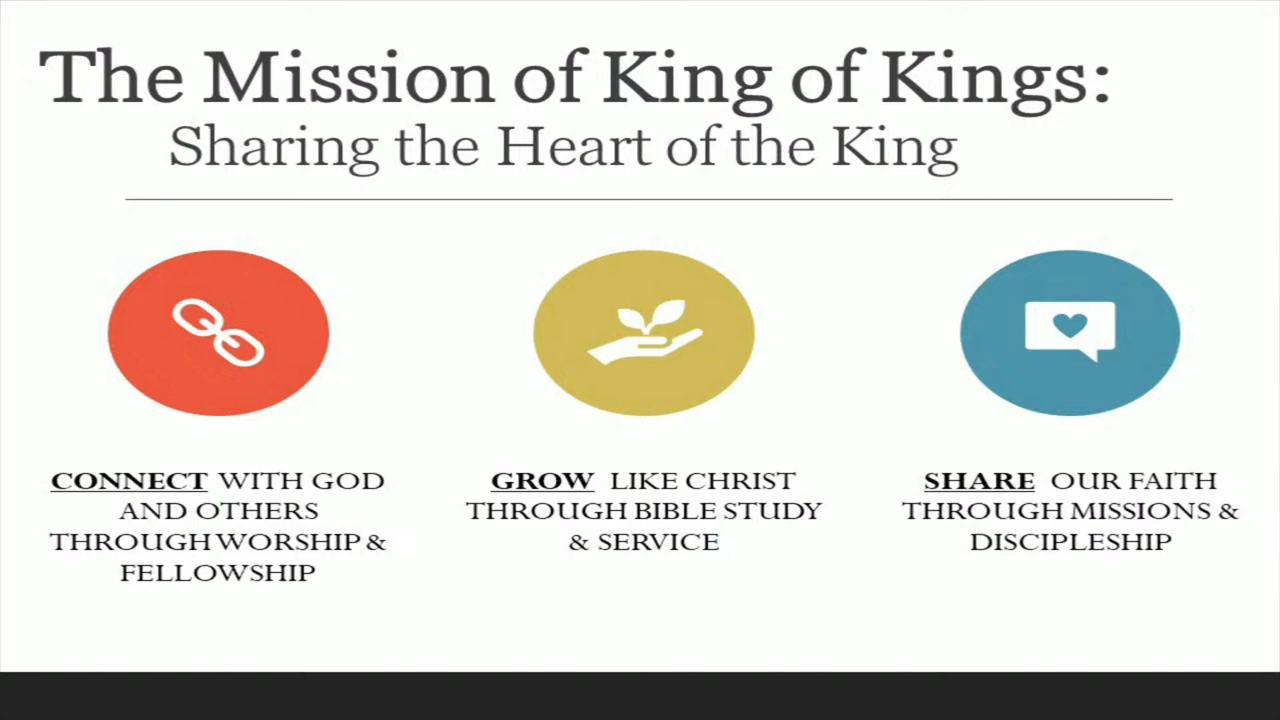 The Mission of King of Kings:
Sharing the Heart of the King
CONNECT WITH GOD
AND OTHERS
THROUGH WORSHIP &
FELLOWSHIP
GROW LIKE CHRIST
THROUGH BIBLE STUDY
& SERVICE
SHARE OUR FAITH
THROUGH MISSIONS &
DISCIPLESHIP